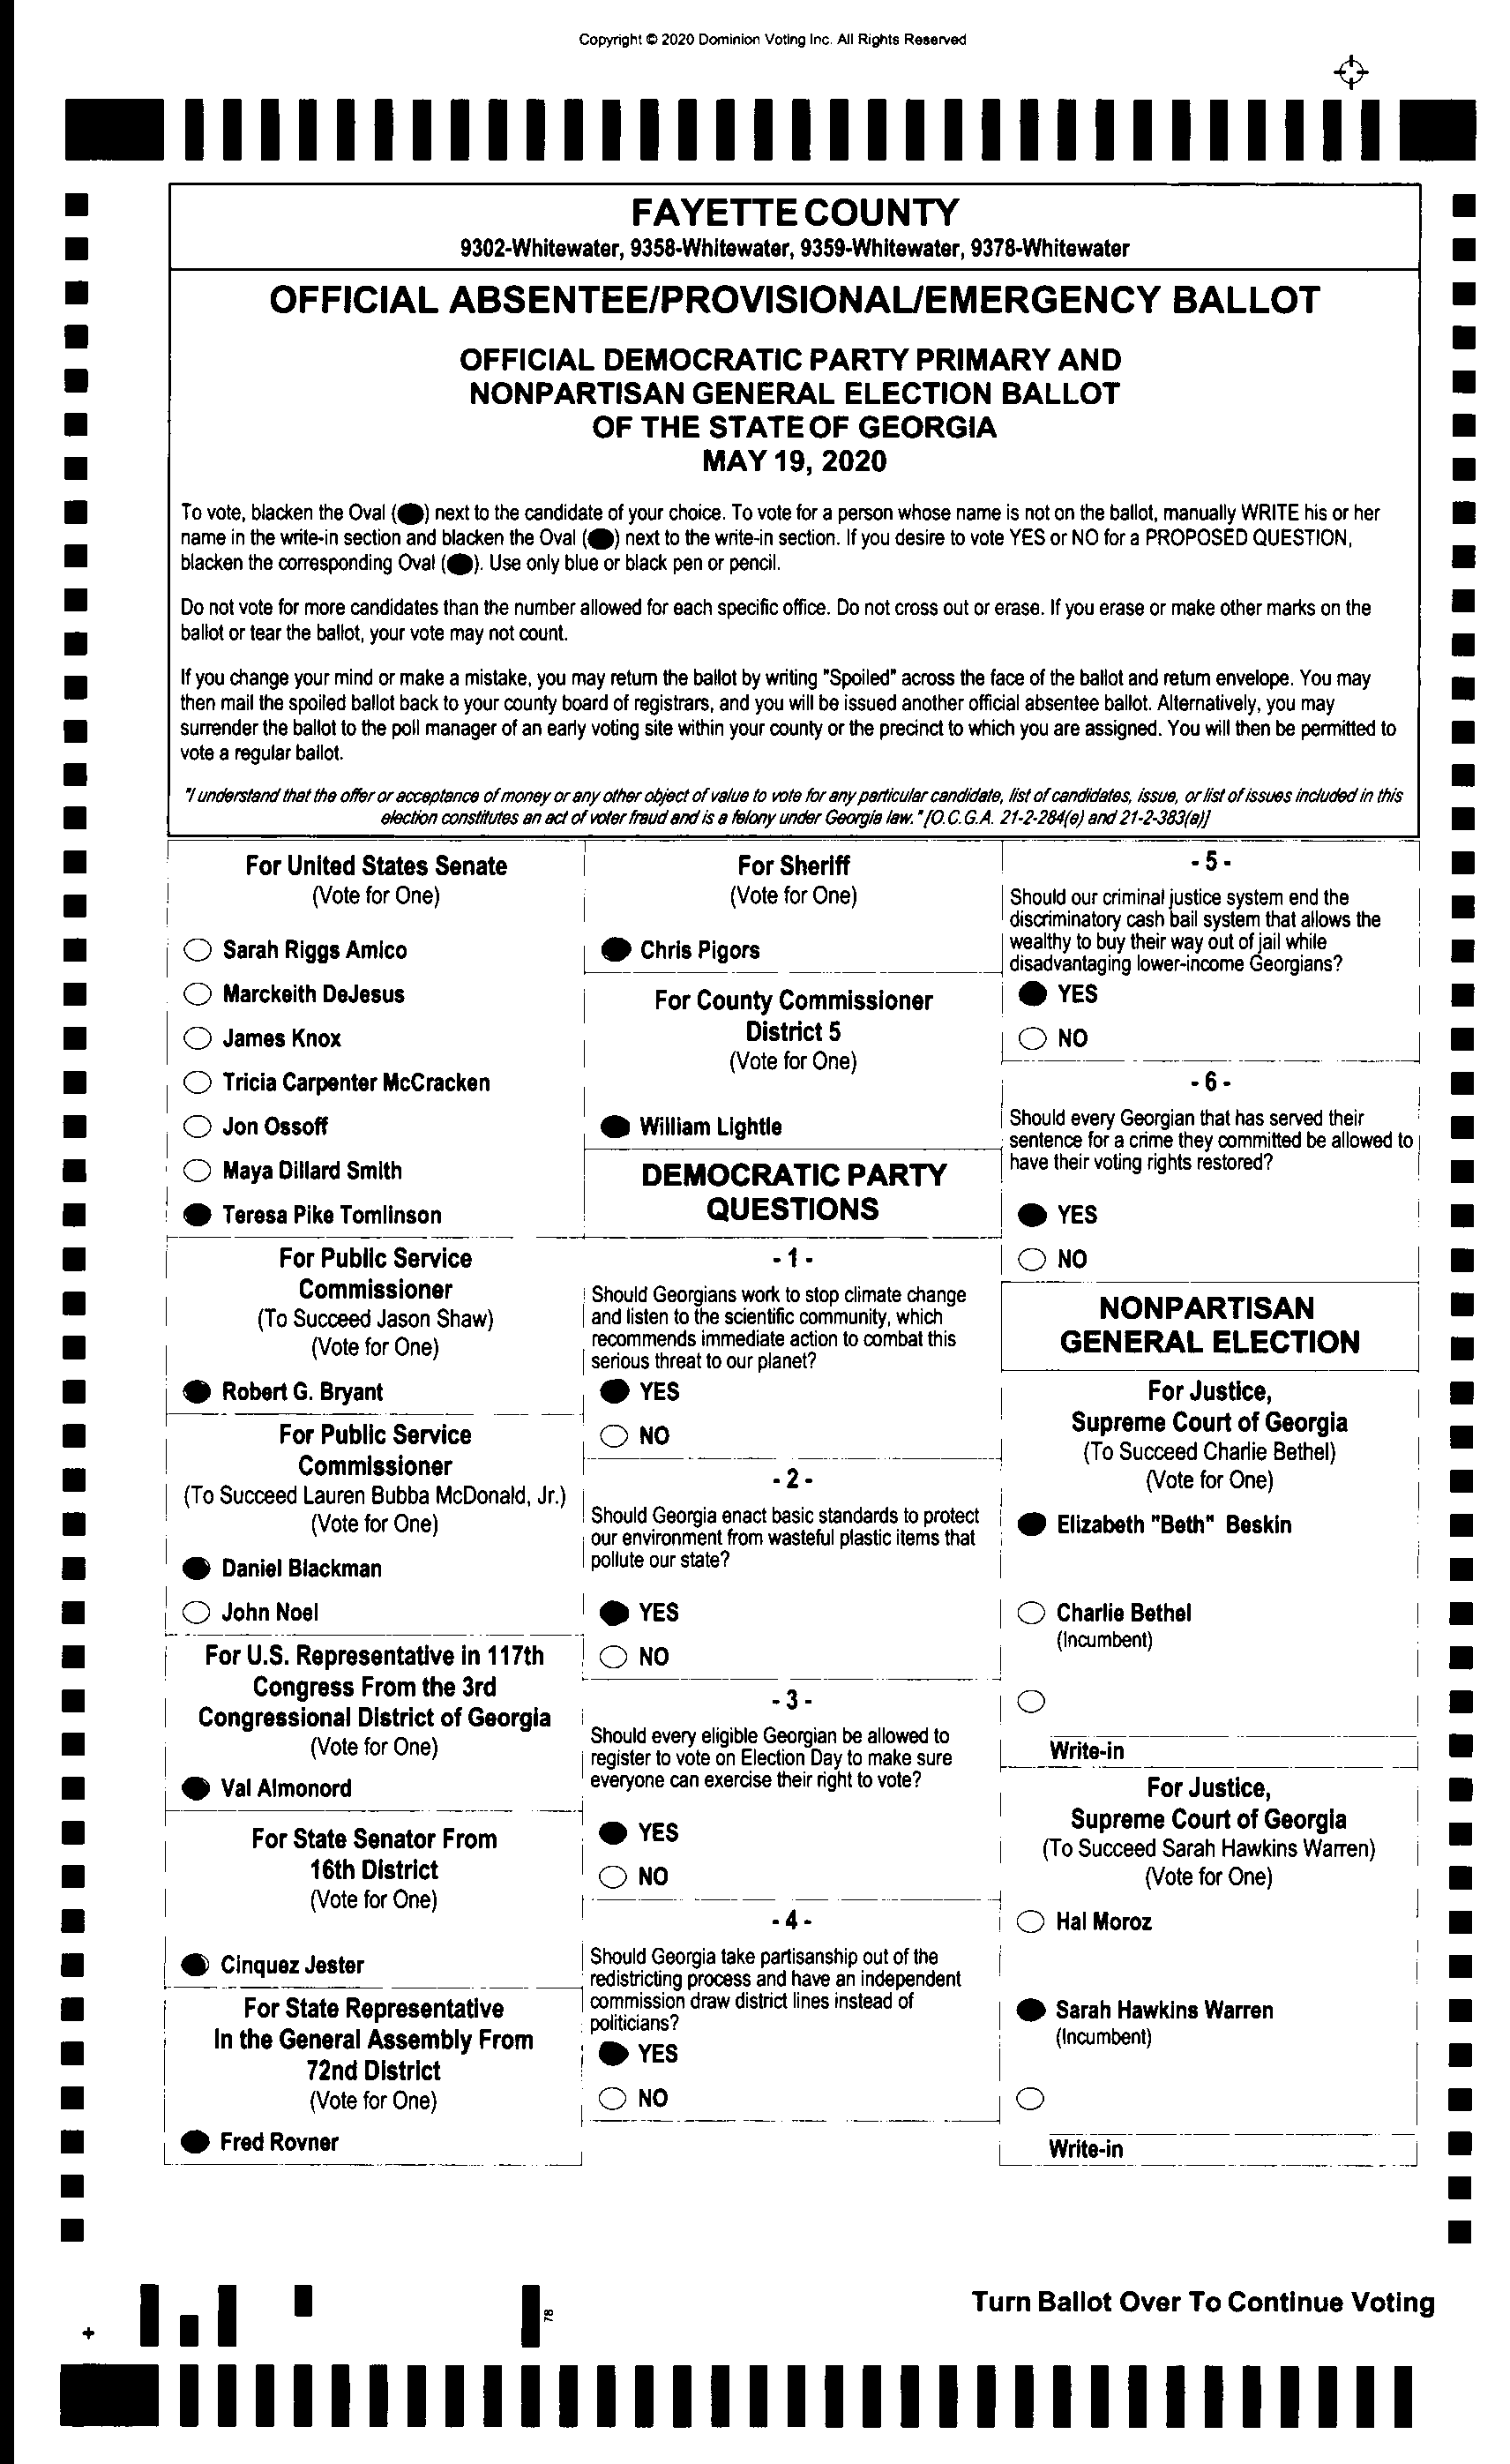 Copyright © 2020 Dominion Voting Inc. All Rights Reserved
FAYETTE COUNTY
9302-Whitewater, 9358-Whitewater, 9359-Whitewater, 9378-Whitewater
OFFICIAL ABSENTEE/PROVISIONAL/EMERGENCY BALLOT
OFFICIAL DEMOCRATIC PARTY PRIMARY AND
NONPARTISAN GENERAL ELECTION BALLOT
OF THE STATE OF GEORGIA
MAY 19, 2020
To vote, blacken the Oval (●) next to the candidate of your choice. To vote for a person whose name is not on the ballot, manually WRITE his or her
name in the write-in section and blacken the Oval (●) next to the write-in section. If you desire to vote YES or NO for a PROPOSED QUESTION,
blacken the corresponding Oval (●). Use only blue or black pen or pencil.
Do not vote for more candidates than the number allowed for each specific office. Do not cross out or erase. If you erase or make other marks on the
ballot or tear the ballot, your vote may not count.
If you change your mind or make a mistake, you may return the ballot by writing "Spoiled" across the face of the ballot and return envelope. You may
then mail the spoiled ballot back to your county board of registrars, and you will be issued another official absentee ballot. Alternatively, you may
surrender the ballot to the poll manager of an early voting site within your county or the precinct to which you are assigned. You will then be permitted to
vote a regular ballot.
"I understand that the offer or acceptance of money or any other object of value to vote for any particular candidate, list of candidates, issue, or list of issues included in this
election constitutes an act of voter fraud and is a felony under Georgia law." [O.C.G.A. 21-2-284(e) and 21-2-383(a)]
For United States Senate
(Vote for One)
Sarah Riggs Amico
Marckeith DeJesus
James Knox
Tricia Carpenter McCracken
Jon Ossoff
Maya Dillard Smith
Teresa Pike Tomlinson
For Public Service
Commissioner
(To Succeed Jason Shaw)
(Vote for One)
Robert G. Bryant
For Public Service
Commissioner
(To Succeed Lauren Bubba McDonald, Jr.)
(Vote for One)
Daniel Blackman
John Noel
For U.S. Representative in 117th
Congress From the 3rd
Congressional District of Georgia
(Vote for One)
Val Almonord
For State Senator From
16th District
(Vote for One)
Cinquez Jester
For State Representative
In the General Assembly From
72nd District
(Vote for One)
Fred Rovner
For Sheriff
(Vote for One)
Chris Pigors
For County Commissioner
District 5
(Vote for One)
William Lightle
DEMOCRATIC PARTY
QUESTIONS
- 1 -
Should Georgians work to stop climate change
and listen to the scientific community, which
recommends immediate action to combat this
serious threat to our planet?
YES
NO
- 2 -
Should Georgia enact basic standards to protect
our environment from wasteful plastic items that
pollute our state?
YES
NO
- 3 -
Should every eligible Georgian be allowed to
register to vote on Election Day to make sure
everyone can exercise their right to vote?
YES
NO
- 4 -
Should Georgia take partisanship out of the
redistricting process and have an independent
commission draw district lines instead of
politicians?
YES
NO
- 5 -
Should our criminal justice system end the
discriminatory cash bail system that allows the
wealthy to buy their way out of jail while
disadvantaging lower-income Georgians?
YES
NO
- 6 -
Should every Georgian that has served their
sentence for a crime they committed be allowed to
have their voting rights restored?
YES
NO
NONPARTISAN
GENERAL ELECTION
For Justice,
Supreme Court of Georgia
(To Succeed Charlie Bethel)
(Vote for One)
Elizabeth "Beth" Beskin
Charlie Bethel
(Incumbent)
Write-in
For Justice,
Supreme Court of Georgia
(To Succeed Sarah Hawkins Warren)
(Vote for One)
Hal Moroz
Sarah Hawkins Warren
(Incumbent)
Write-in
78
Turn Ballot Over To Continue Voting